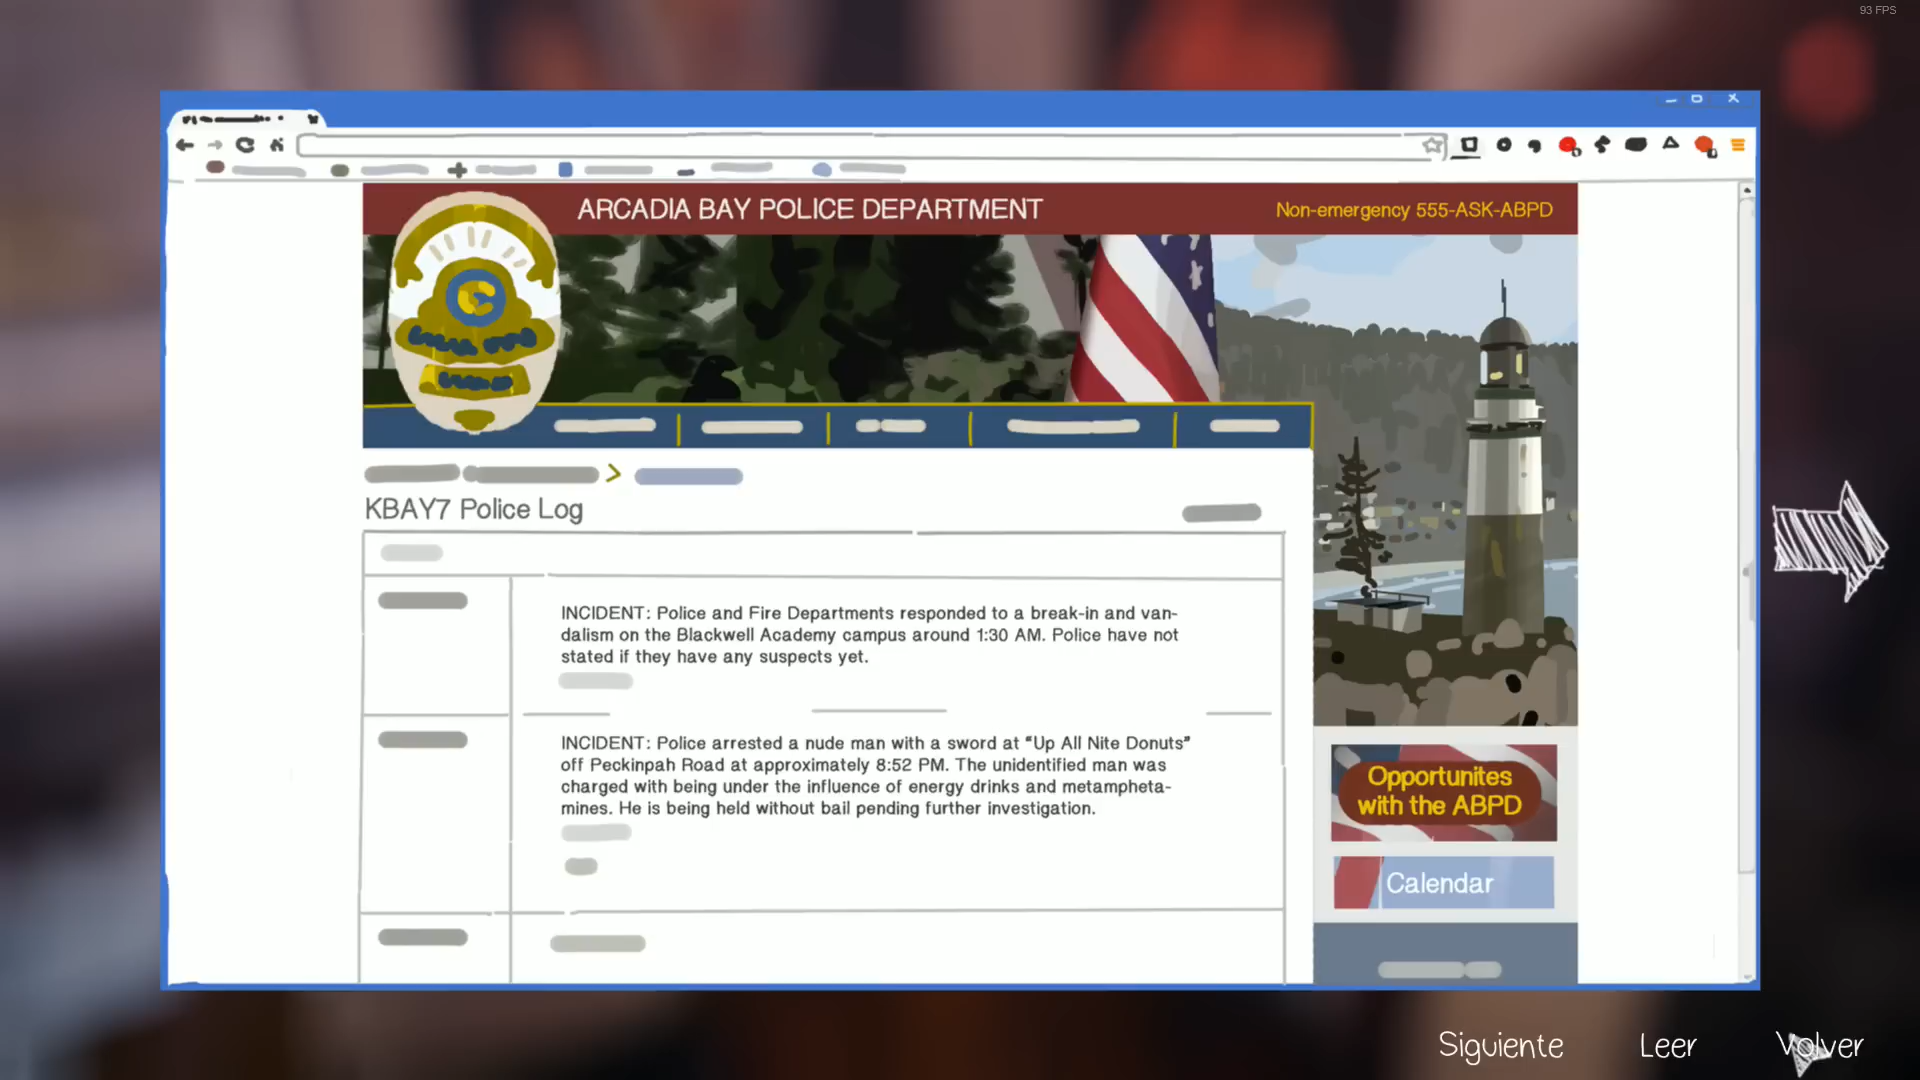 93 FPS
ARCADIA BAY POLICE DEPARTMENT
Non-emergency 555-ASK-ABPD
KBAY7 Police Log
INCIDENT: Police and Fire Departments responded to a break-in and van-
dalism on the Blackwell Academy campus around 1:30 AM. Police have not
stated if they have any suspects yet.
INCIDENT: Police arrested a nude man with a sword at “Up All Nite Donuts”
off Peckinpah Road at approximately 8:52 PM. The unidentified man was
charged with being under the influence of energy drinks and metampheta-
mines. He is being held without bail pending further investigation.
Opportunites
with the ABPD
Calendar
Siguiente
Leer
Volver